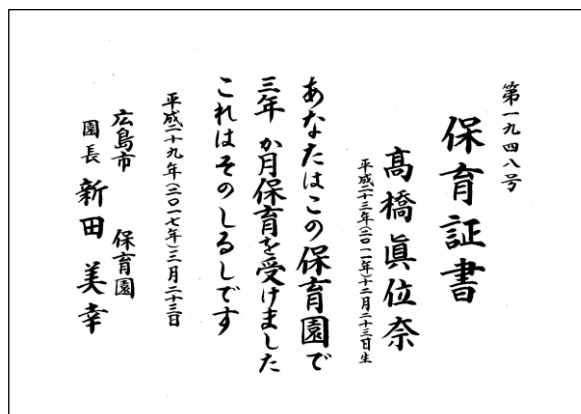 第一九四八号
保育証書
髙橋眞位奈
平成二十三年(二〇一一年)十二月二十三日生
あなたはこの保育園で
三年 か月保育を受けました
これはそのしるしです
平成二十九年(二〇一七年)三月二十三日
広島市 保育園
園長 新田美幸